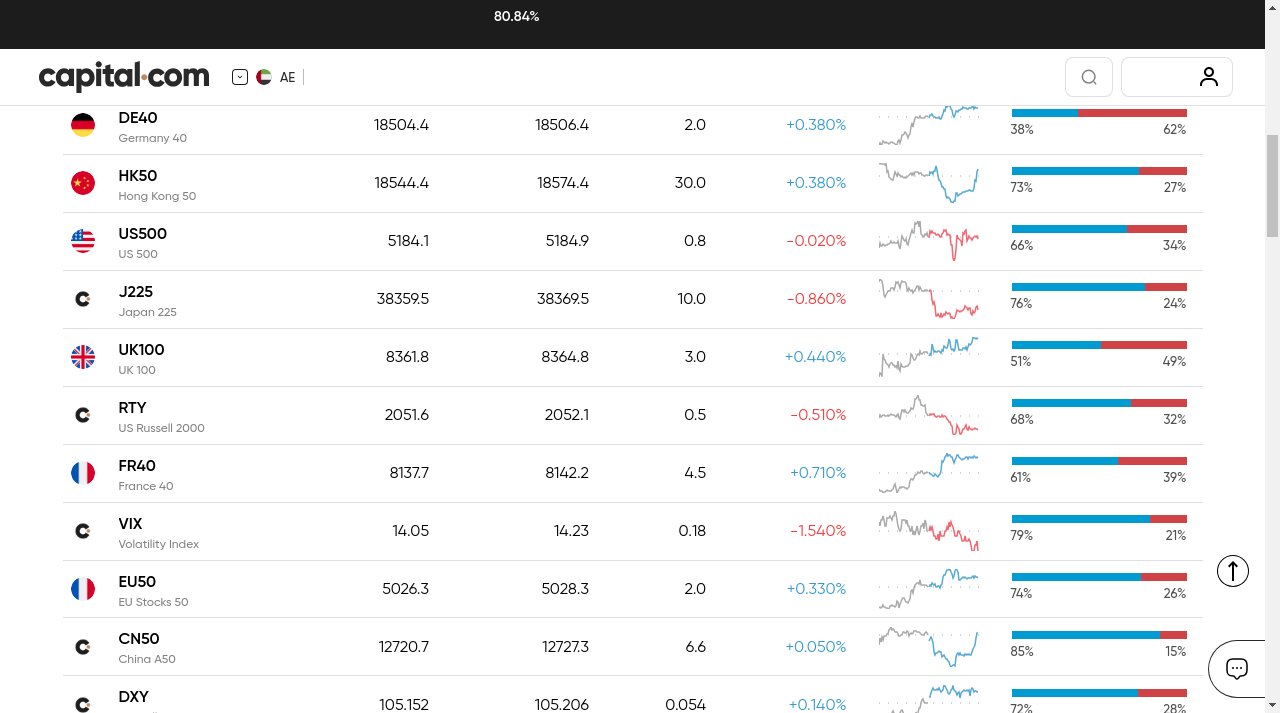 80.84%
capital.com
AE
DE40 18504.4 18506.4 2.0 +0.380%
Germany 40 38% 62%
HK50 18544.4 18574.4 30.0 +0.380%
Hong Kong 50 73% 27%
US500 5184.1 5184.9 0.8 -0.020%
US 500 66% 34%
J225 38359.5 38369.5 10.0 -0.860%
Japan 225 76% 24%
UK100 8361.8 8364.8 3.0 +0.440%
UK 100 51% 49%
RTY 2051.6 2052.1 0.5 -0.510%
US Russell 2000 68% 32%
FR40 8137.7 8142.2 4.5 +0.710%
France 40 61% 39%
VIX 14.05 14.23 0.18 -1.540%
Volatility Index 79% 21%
EU50 5026.3 5028.3 2.0 +0.330%
EU Stocks 50 74% 26%
CN50 12720.7 12727.3 6.6 +0.050%
China A50 85% 15%
DXY 105.152 105.206 0.054 +0.140%
72% 28%